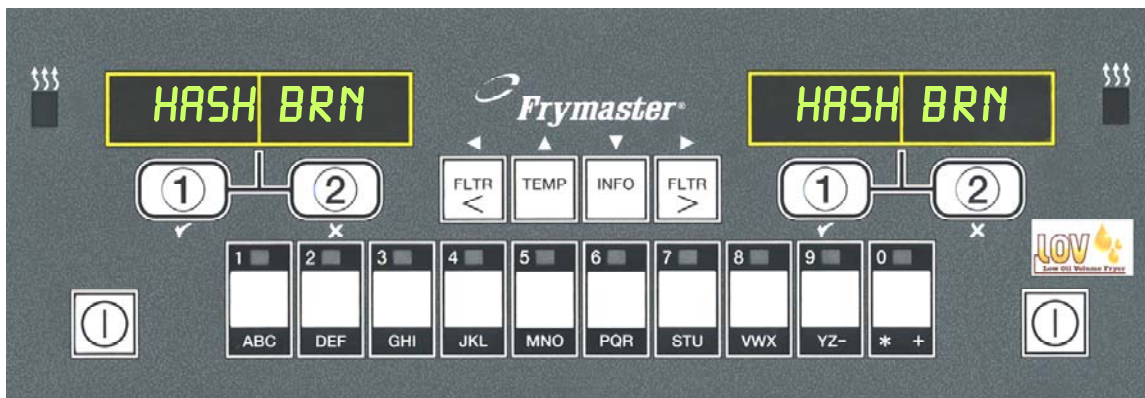 HASH BRN
HASH BRN
Frymaster®
FLTR <
TEMP
INFO
FLTR >
1
2
1
2
1 ABC
2 DEF
3 GHI
4 JKL
5 MNO
6 PQR
7 STU
8 VWX
9 YZ-
0 * +
LOV
Low Oil Volume Fryer